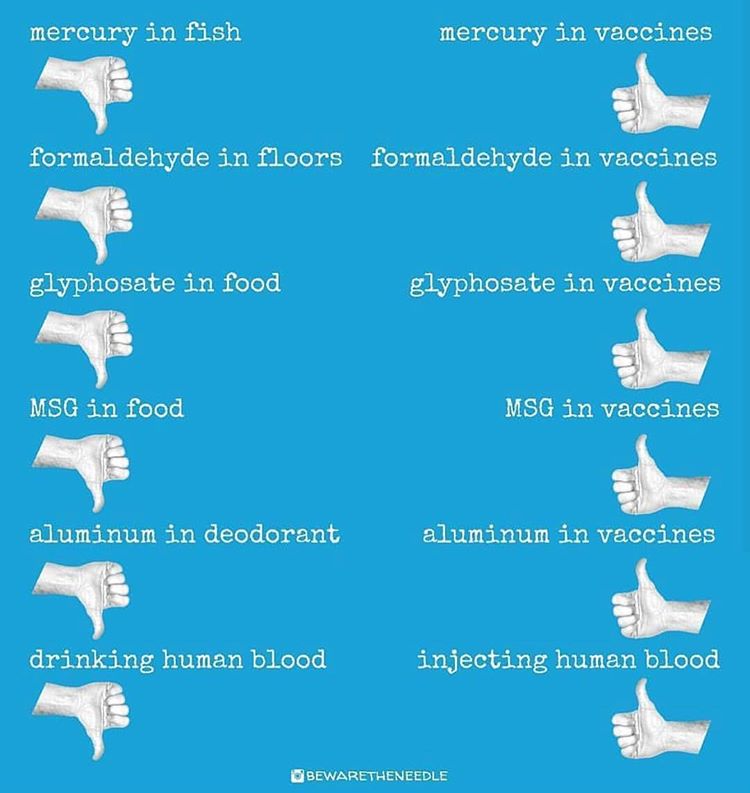 mercury in fish mercury in vaccines
formaldehyde in floors formaldehyde in vaccines
glyphosate in food glyphosate in vaccines
MSG in food MSG in vaccines
aluminum in deodorant aluminum in vaccines
drinking human blood injecting human blood
BEWARETHENEEDLE